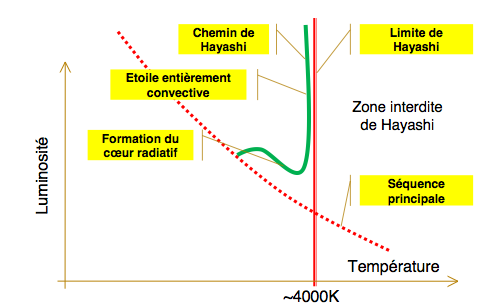 Chemin de
Hayashi
Limite de
Hayashi
Etoile entièrement
convective
Zone interdite
de Hayashi
Formation du
cœur radiatif
Luminosité
Séquence
principale
Température
~4000K